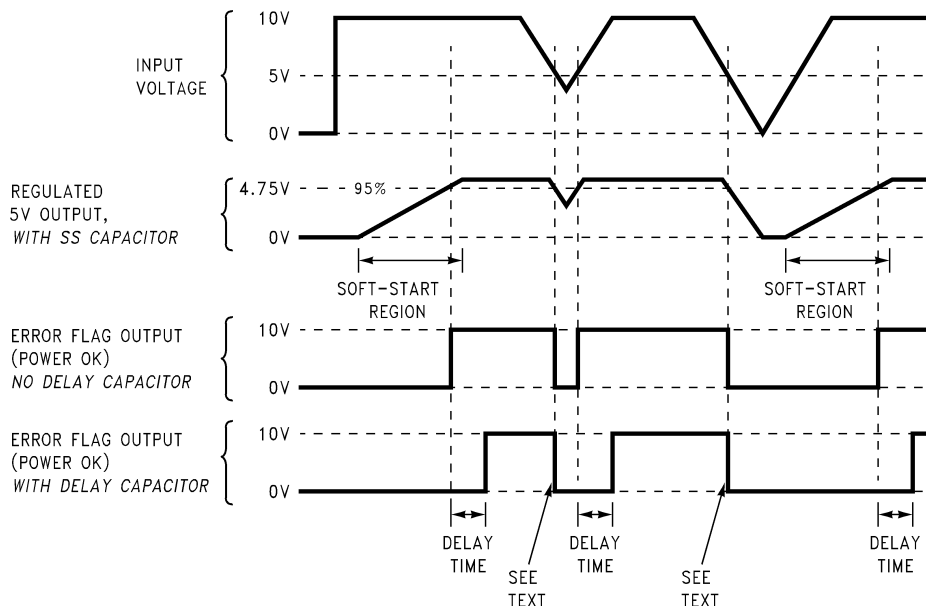 10V
INPUT
VOLTAGE
5V
0V
REGULATED
5V OUTPUT,
WITH SS CAPACITOR
4.75V
95%
0V
SOFT-START
REGION
SOFT-START
REGION
ERROR FLAG OUTPUT
(POWER OK)
NO DELAY CAPACITOR
10V
0V
ERROR FLAG OUTPUT
(POWER OK)
WITH DELAY CAPACITOR
10V
0V
DELAY
TIME
SEE
TEXT
DELAY
TIME
SEE
TEXT
DELAY
TIME